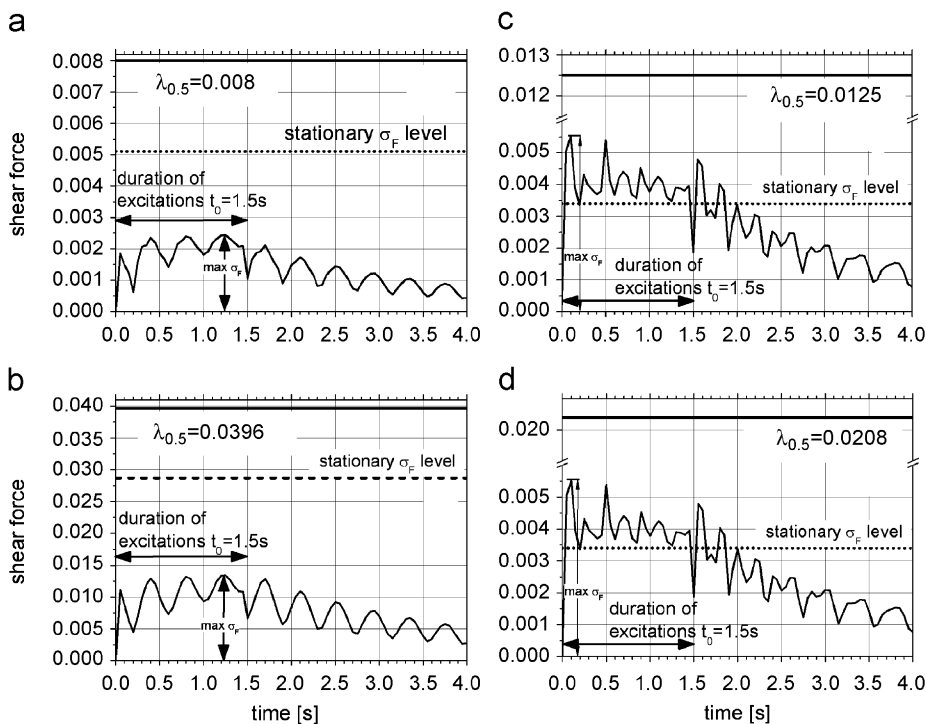 a
0.008
0.007
0.006
0.005
0.004
0.003
0.002
0.001
0.000
shear force
λ0.5=0.008
stationary σF level
duration of
excitations t0=1.5s
max σF
0.0 0.5 1.0 1.5 2.0 2.5 3.0 3.5 4.0
c
0.013
0.012
0.005
0.004
0.003
0.002
0.001
0.000
λ0.5=0.0125
stationary σF level
max σF
duration of
excitations t0=1.5s
0.0 0.5 1.0 1.5 2.0 2.5 3.0 3.5 4.0
b
0.040
0.035
0.030
0.025
0.020
0.015
0.010
0.005
0.000
shear force
λ0.5=0.0396
stationary σF level
duration of
excitations t0=1.5s
max σF
0.0 0.5 1.0 1.5 2.0 2.5 3.0 3.5 4.0
time [s]
d
0.020
0.005
0.004
0.003
0.002
0.001
0.000
λ0.5=0.0208
stationary σF level
max σF
duration of
excitations t0=1.5s
0.0 0.5 1.0 1.5 2.0 2.5 3.0 3.5 4.0
time [s]